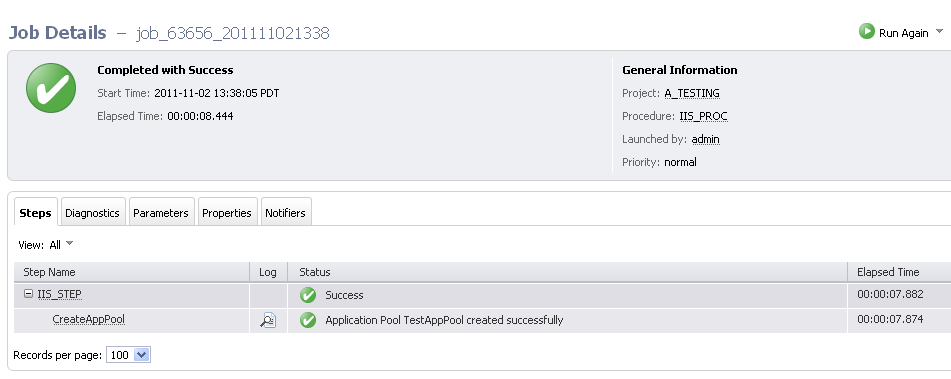 Job Details – job_63656_201111021338
Run Again
Completed with Success
Start Time: 2011-11-02 13:38:05 PDT
Elapsed Time: 00:00:08.444
General Information
Project: A_TESTING
Procedure: IIS_PROC
Launched by: admin
Priority: normal
Steps Diagnostics Parameters Properties Notifiers
View: All
Step Name Log Status Elapsed Time
IIS_STEP Success 00:00:07.882
CreateAppPool Application Pool TestAppPool created successfully 00:00:07.874
Records per page: 100